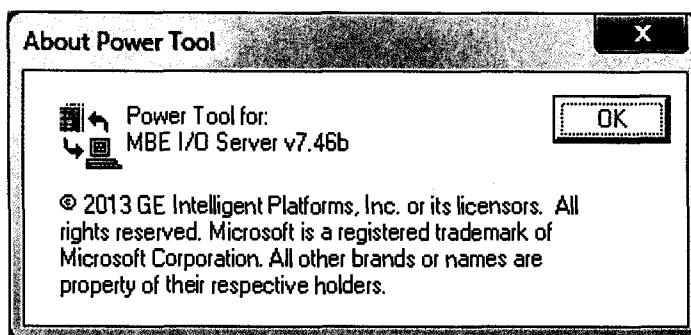 About Power Tool
X
Power Tool for:
MBE I/O Server v7.46b
OK
© 2013 GE Intelligent Platforms, Inc. or its licensors. All
rights reserved. Microsoft is a registered trademark of
Microsoft Corporation. All other brands or names are
property of their respective holders.